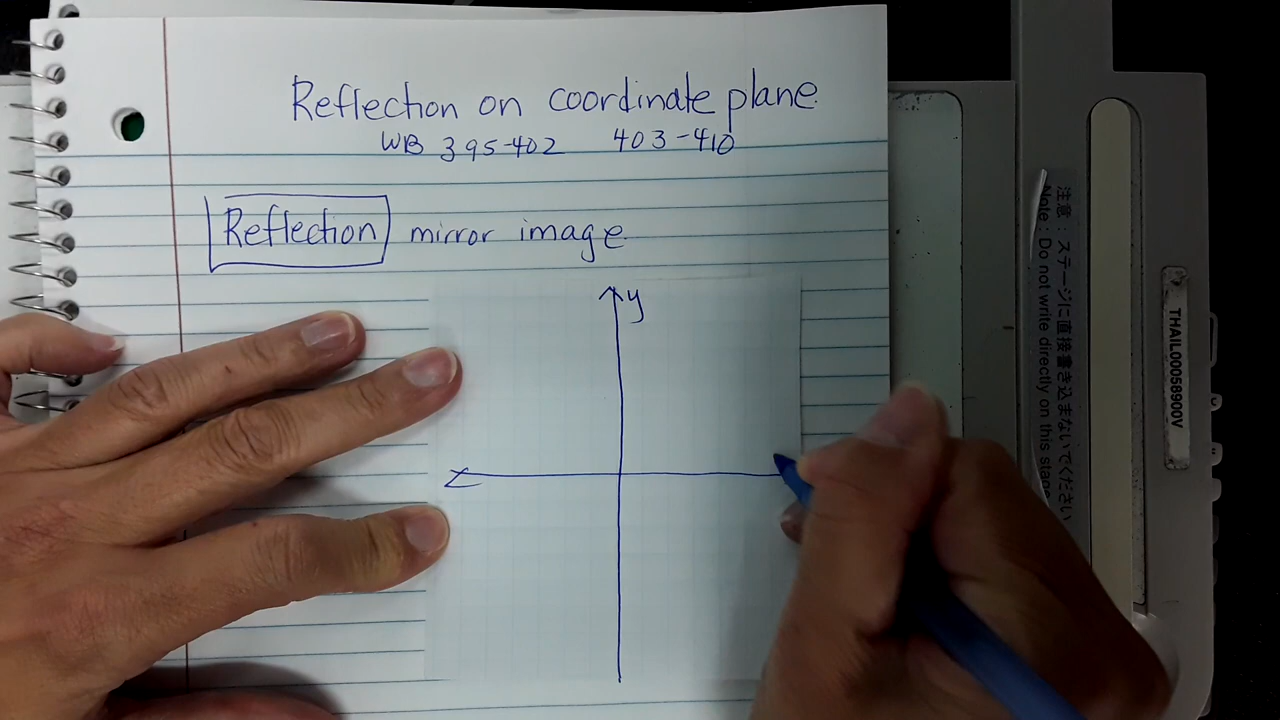 Reflection on coordinate plane
WB 395-402 403-410
Reflection mirror image
y
注意:ステージに直接書き込まないでください
Note: Do not write directly on this stage
THAIL00058900V